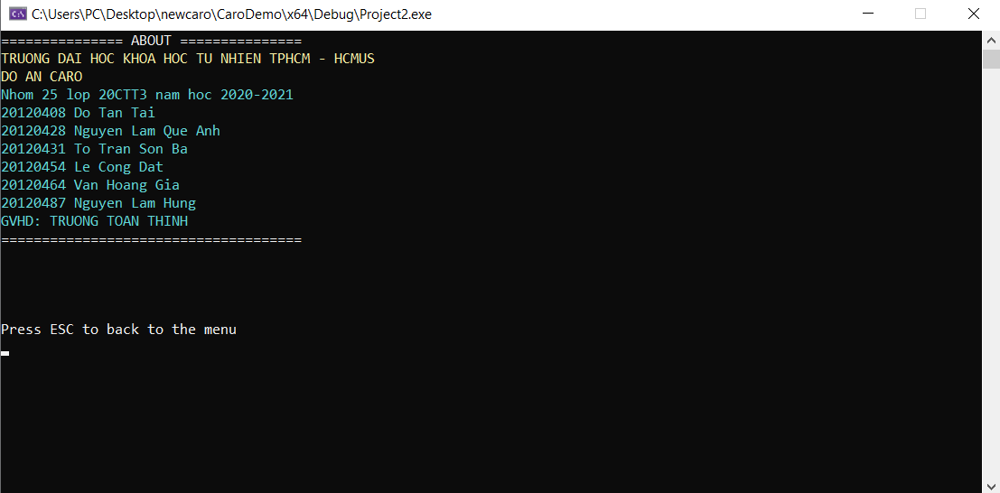 C:\Users\PC\Desktop\newcaro\CaroDemo\x64\Debug\Project2.exe
=============== ABOUT ===============
TRUONG DAI HOC KHOA HOC TU NHIEN TPHCM - HCMUS
DO AN CARO
Nhom 25 lop 20CTT3 nam hoc 2020-2021
20120408 Do Tan Tai
20120428 Nguyen Lam Que Anh
20120431 To Tran Son Ba
20120454 Le Cong Dat
20120464 Van Hoang Gia
20120487 Nguyen Lam Hung
GVHD: TRUONG TOAN THINH
=====================================
Press ESC to back to the menu